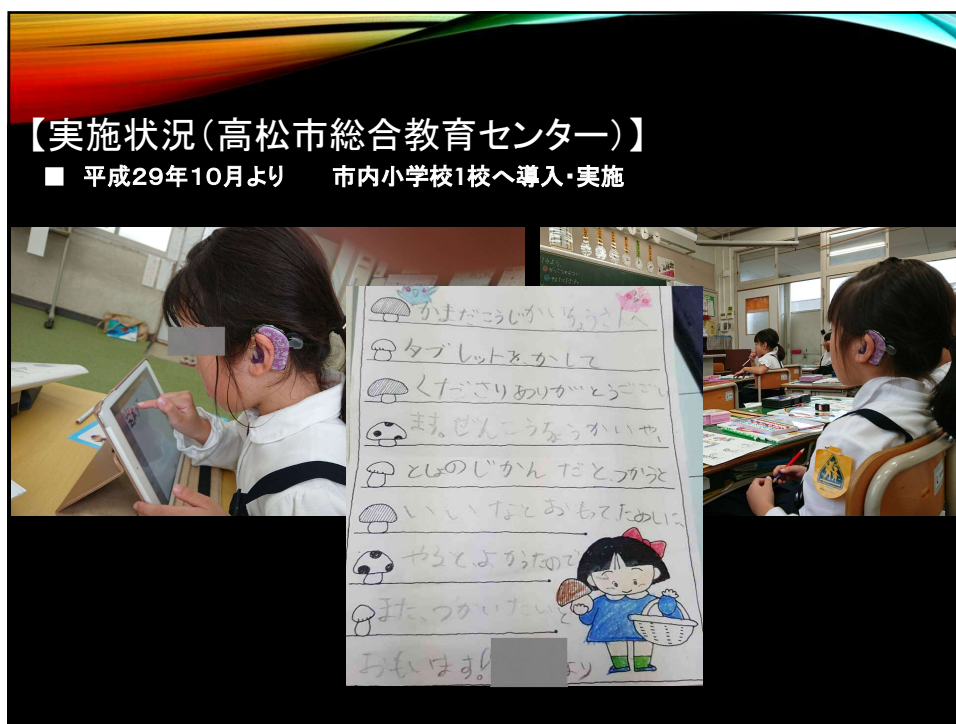 【実施状況（高松市総合教育センター）】
■ 平成29年10月より　　市内小学校1校へ導入・実施
かまだこうじかいちょうさんへ
タブレットを、かして
くださりありがとうござい
ます。ぜんこうちょうかいや、
としょのじかんだと、つかうと
いいなとおもてためしに、
やると、よかったので
また、つかいたいと
おもいます!
より